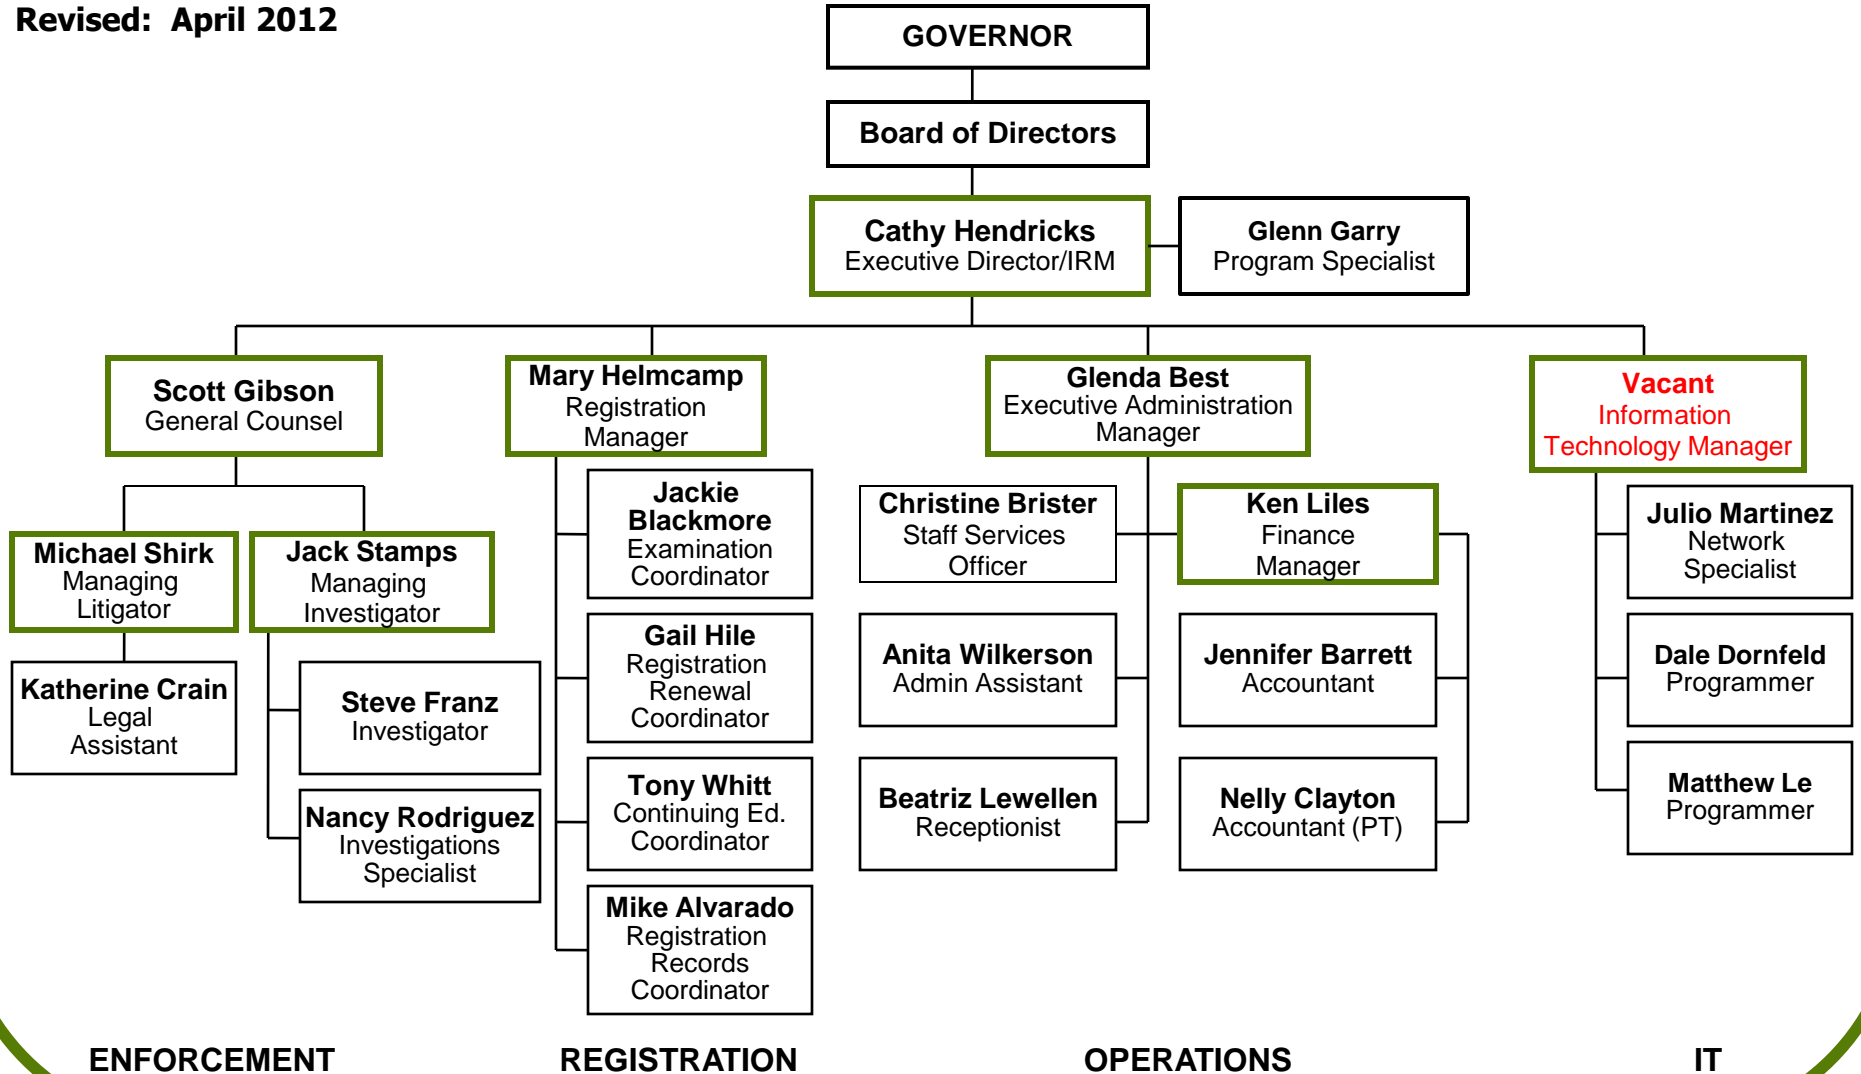 Revised: April 2012
GOVERNOR
Board of Directors
Cathy Hendricks
Executive Director/IRM
Glenn Garry
Program Specialist
Scott Gibson
General Counsel
Mary Helmcamp
Registration
Manager
Glenda Best
Executive Administration
Manager
Vacant
Information
Technology Manager
Michael Shirk
Managing
Litigator
Jack Stamps
Managing
Investigator
Katherine Crain
Legal
Assistant
Steve Franz
Investigator
Nancy Rodriguez
Investigations
Specialist
Jackie
Blackmore
Examination
Coordinator
Gail Hile
Registration
Renewal
Coordinator
Tony Whitt
Continuing Ed.
Coordinator
Mike Alvarado
Registration
Records
Coordinator
Christine Brister
Staff Services
Officer
Ken Liles
Finance
Manager
Anita Wilkerson
Admin Assistant
Jennifer Barrett
Accountant
Beatriz Lewellen
Receptionist
Nelly Clayton
Accountant (PT)
Julio Martinez
Network
Specialist
Dale Dornfeld
Programmer
Matthew Le
Programmer
ENFORCEMENT
REGISTRATION
OPERATIONS
IT